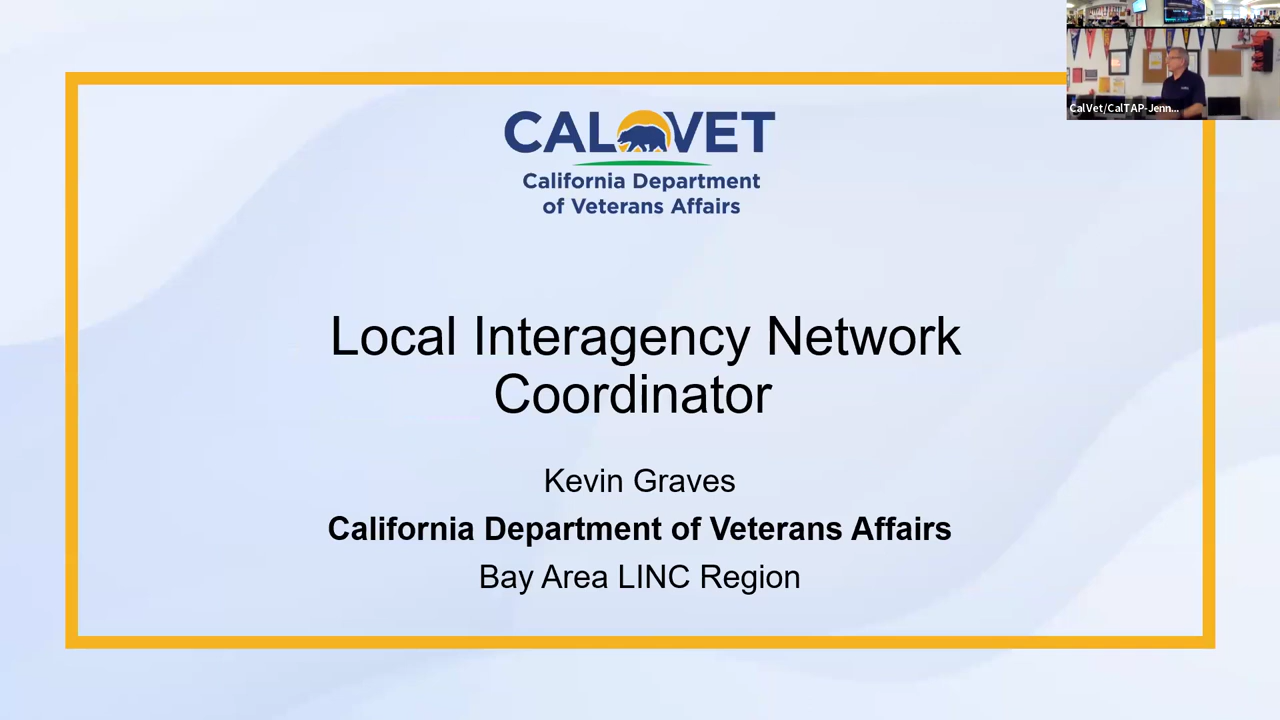 CALVET
California Department
of Veterans Affairs
Local Interagency Network
Coordinator
Kevin Graves
California Department of Veterans Affairs
Bay Area LINC Region
CalVet/CalTAP-Jenn...